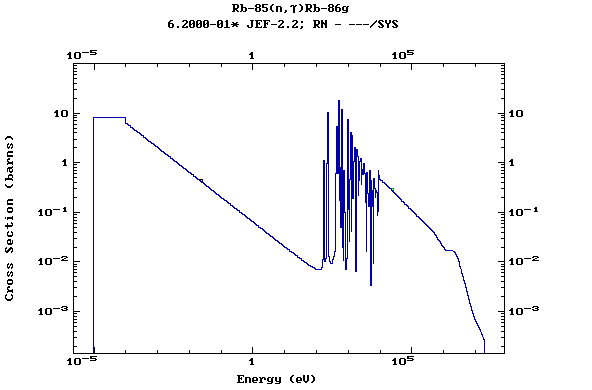 Rb-85(n,γ)Rb-86g
6.2000-01* JEF-2.2; RN - ---/SYS
10⁻⁵ 1 10⁵
10 10
1 1
10⁻¹ 10⁻¹
10⁻² 10⁻²
10⁻³ 10⁻³
10⁻⁵ 1 10⁵
Cross Section (barns)
Energy (eV)